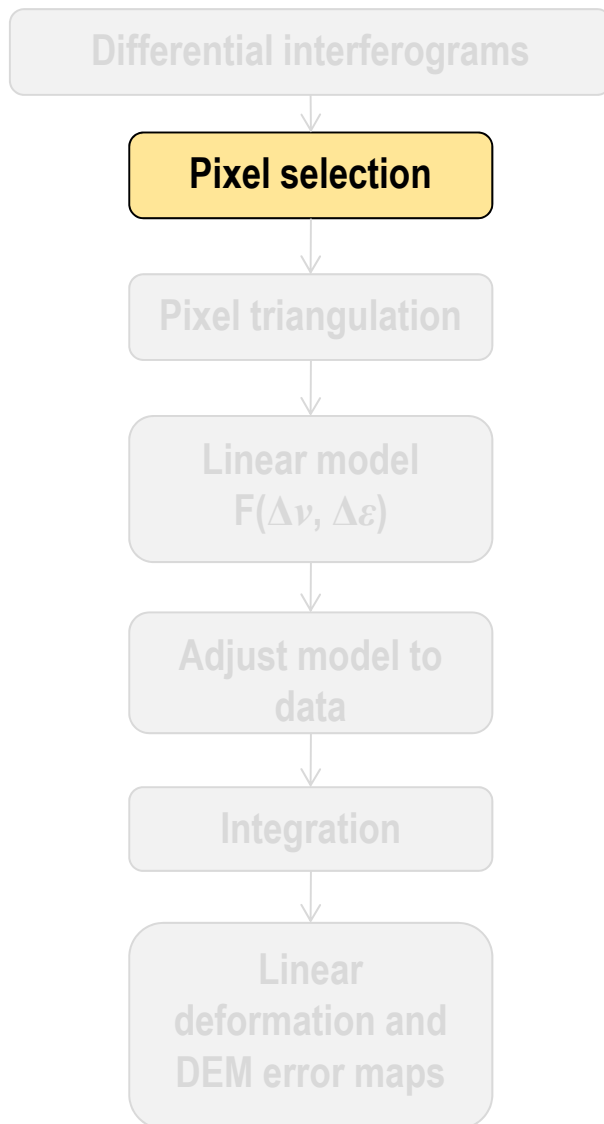 Differential interferograms
Pixel selection
Pixel triangulation
Linear model
F(Δν, Δε)
Adjust model to
data
Integration
Linear
deformation and
DEM error maps